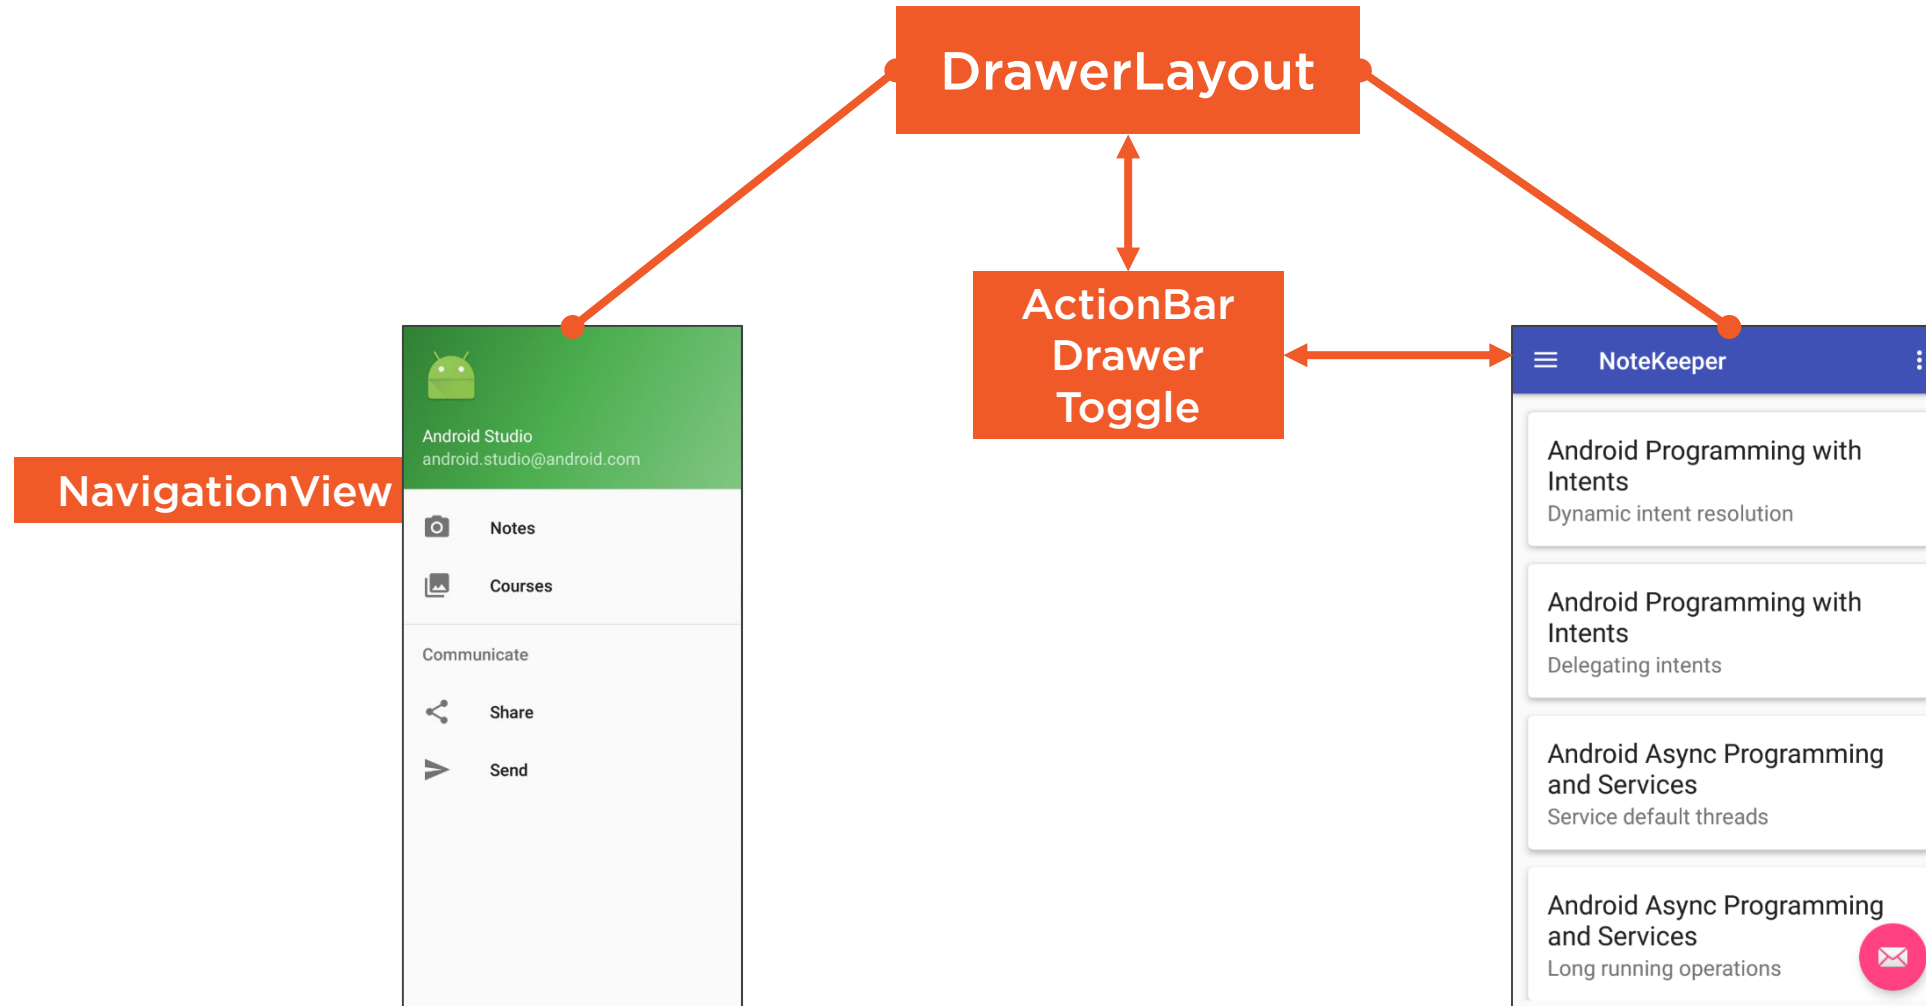 DrawerLayout
ActionBar
Drawer
Toggle
NavigationView
Android Studio
android.studio@android.com
Notes
Courses
Communicate
Share
Send
NoteKeeper
Android Programming with
Intents
Dynamic intent resolution
Android Programming with
Intents
Delegating intents
Android Async Programming
and Services
Service default threads
Android Async Programming
and Services
Long running operations